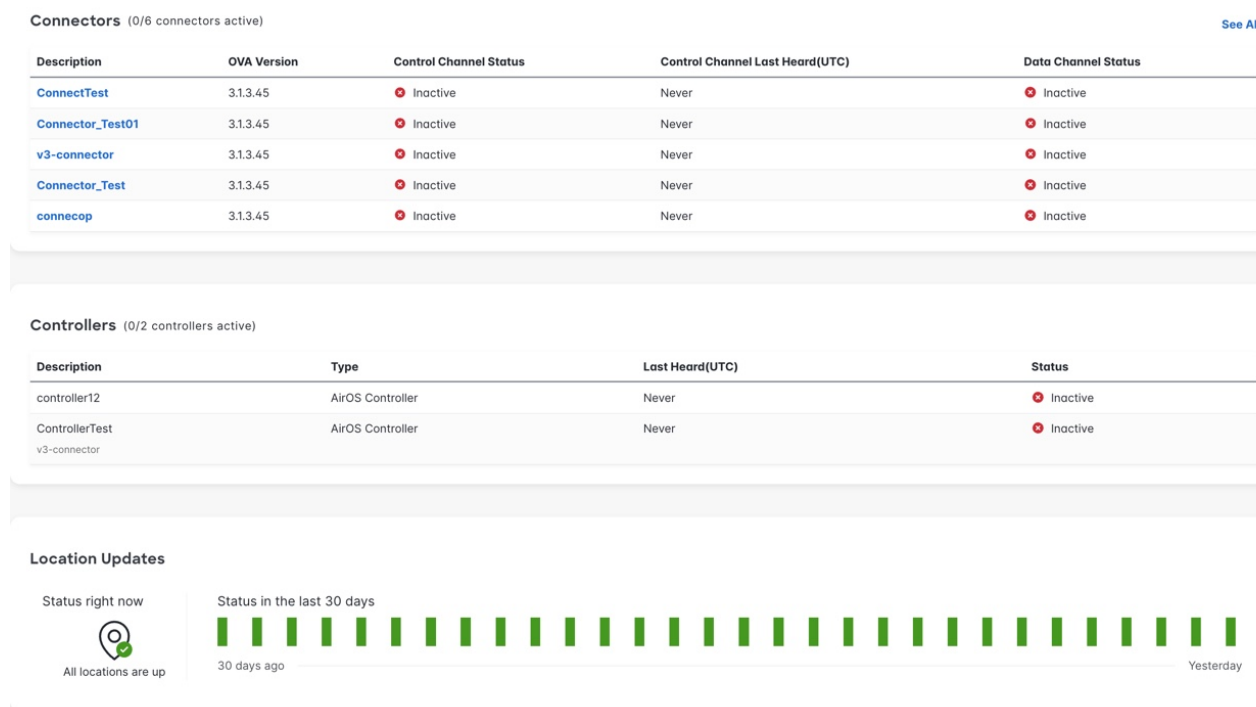 Connectors (0/6 connectors active)
See Al
Description OVA Version Control Channel Status Control Channel Last Heard(UTC) Data Channel Status
ConnectTest 3.1.3.45 Inactive Never Inactive
Connector_Test01 3.1.3.45 Inactive Never Inactive
v3-connector 3.1.3.45 Inactive Never Inactive
Connector_Test 3.1.3.45 Inactive Never Inactive
connecop 3.1.3.45 Inactive Never Inactive
Controllers (0/2 controllers active)
Description Type Last Heard(UTC) Status
controller12 AirOS Controller Never Inactive
ControllerTest AirOS Controller Never Inactive
v3-connector
Location Updates
Status right now
Status in the last 30 days
All locations are up
30 days ago
Yesterday